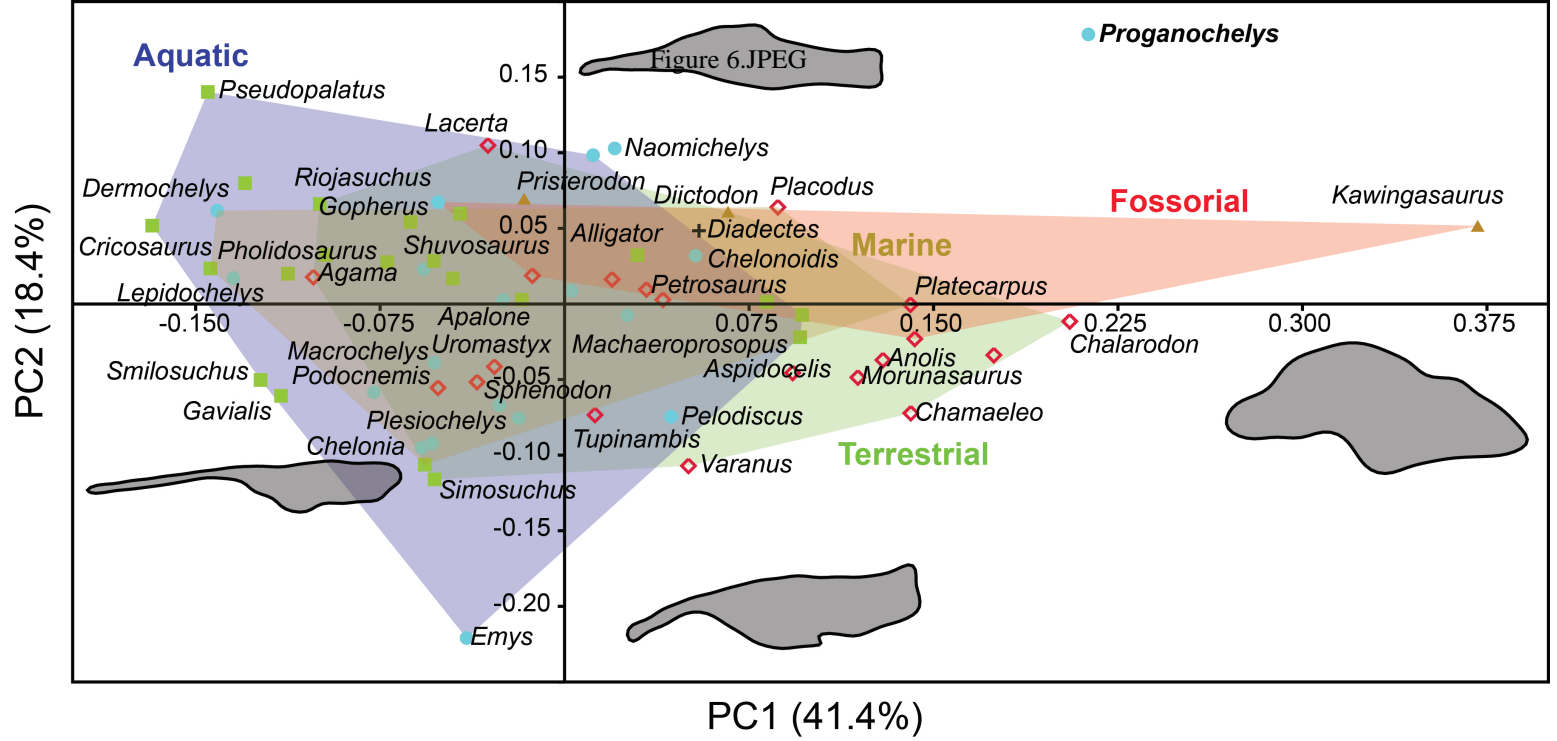 Proganochelys
Aquatic
Figure 6.JPEG
0.15
Pseudopalatus
Lacerta
0.10
Naomichelys
Dermochelys
Riojasuchus
Pristerodon
Diictodon
Placodus
Kawingasaurus
Gopherus
Fossorial
0.05
Diadectes
Cricosaurus
Pholidosaurus
Shuvosaurus
Alligator
Marine
Chelonoidis
Agama
Petrosaurus
Platecarpus
Lepidochelys
-0.150
-0.075
0.075
0.150
0.225
0.300
0.375
Apalone
Macrochelys
Uromastyx
Machaeroprosopus
Chalarodon
Smilosuchus
Podocnemis
-0.05
Aspidocelis
Anolis
Morunasaurus
Sphenodon
Gavialis
Plesiochelys
Pelodiscus
Chamaeleo
Chelonia
-0.10
Tupinambis
Terrestrial
Varanus
Simosuchus
-0.15
-0.20
Emys
PC2 (18.4%)
PC1 (41.4%)